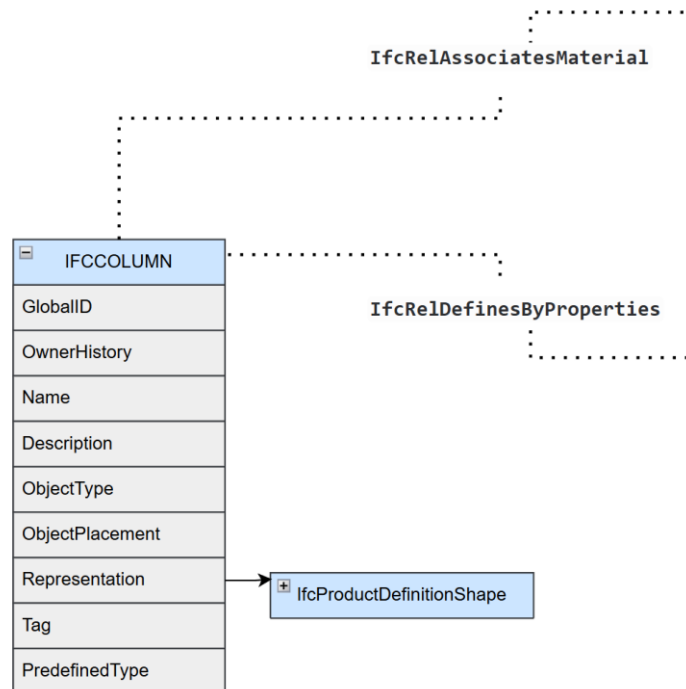 IfcRelAssociatesMaterial
IFCCOLUMN
GlobalID
IfcRelDefinesByProperties
OwnerHistory
Name
Description
ObjectType
ObjectPlacement
Representation
IfcProductDefinitionShape
Tag
PredefinedType